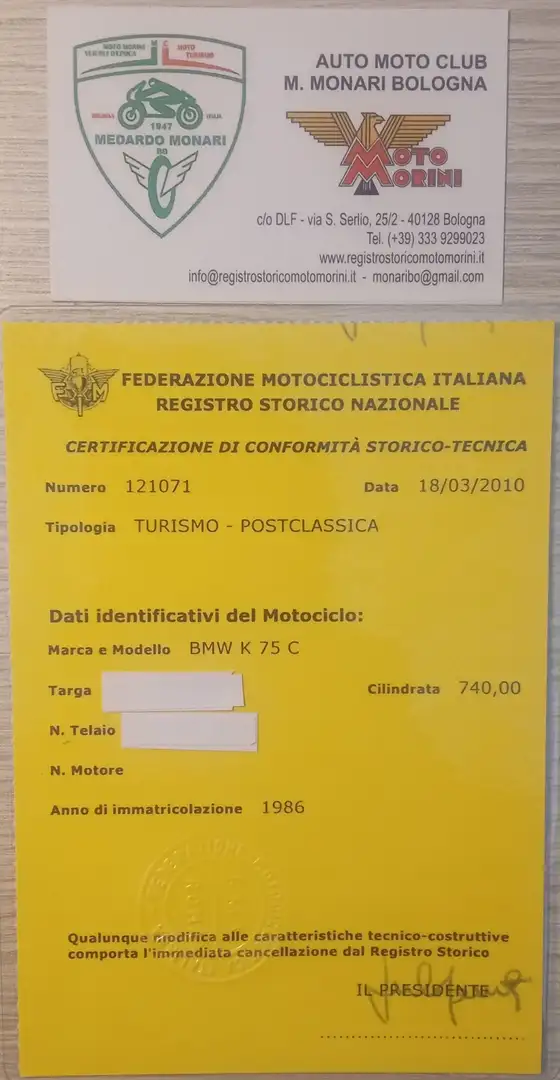 MOTO TURISMO
BOLOGNA ITALIA
1947
MEDARDO MONARI
BO
AUTO MOTO CLUB
M. MONARI BOLOGNA
MOTO
MORINI
c/o DLF - via S. Serlio, 25/2 - 40128 Bologna
Tel. (+39) 333 9299023
www.registrostoricomotomorini.it
info@registrostoricomotomorini.it - monaribo@gmail.com
FEDERAZIONE MOTOCICLISTICA ITALIANA
REGISTRO STORICO NAZIONALE
CERTIFICAZIONE DI CONFORMITÀ STORICO-TECNICA
Numero 121071 Data 18/03/2010
Tipologia TURISMO - POSTCLASSICA
Dati identificativi del Motociclo:
Marca e Modello BMW K 75 C
Targa Cilindrata 740,00
N. Telaio
N. Motore
Anno di immatricolazione 1986
Qualunque modifica alle caratteristiche tecnico-costruttive
comporta l'immediata cancellazione dal Registro Storico
IL PRESIDENTE